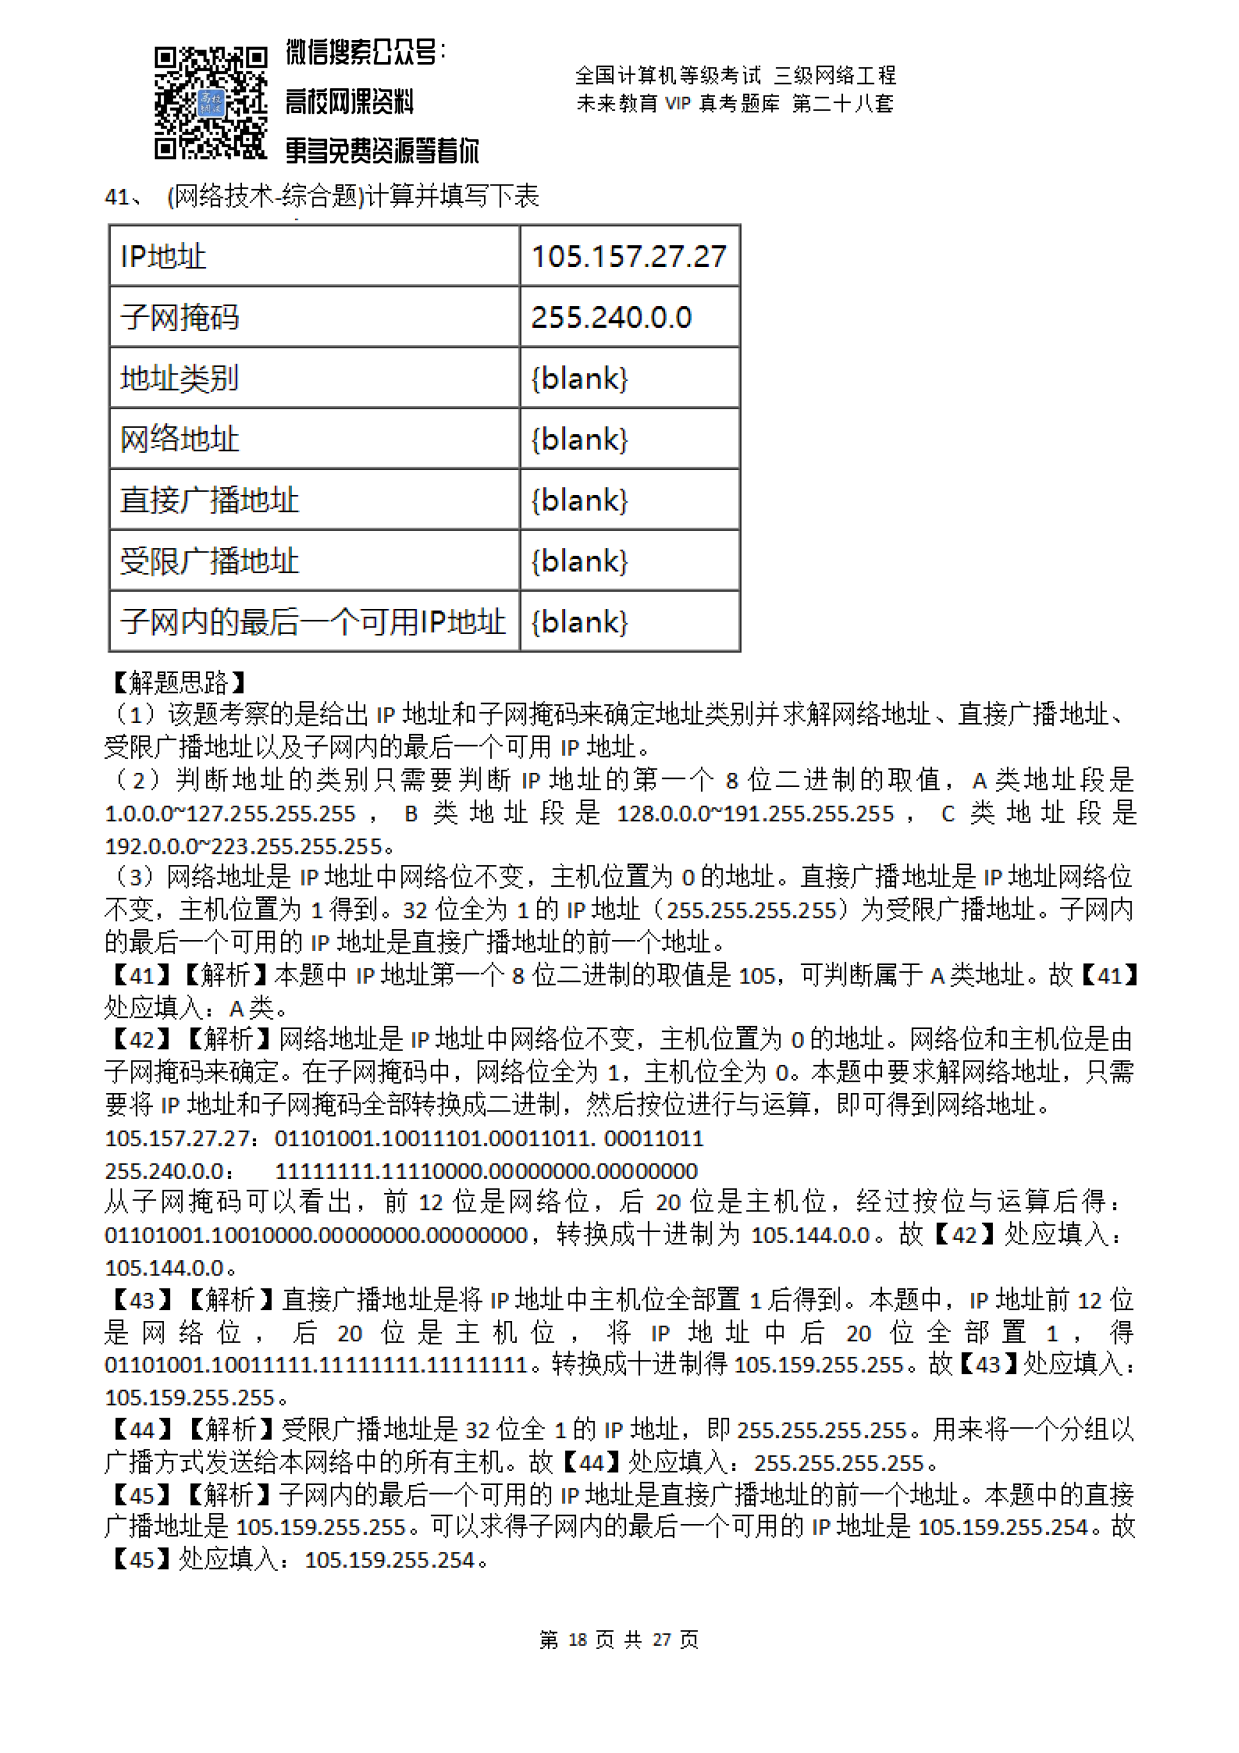 微信搜索公众号：
高校网课资料
更多免费资源等着你
全国计算机等级考试 三级网络工程
未来教育 VIP 真考题库 第二十八套
41、 (网络技术-综合题)计算并填写下表
IP地址 105.157.27.27
子网掩码 255.240.0.0
地址类别 {blank}
网络地址 {blank}
直接广播地址 {blank}
受限广播地址 {blank}
子网内的最后一个可用IP地址 {blank}
【解题思路】
（1）该题考察的是给出 IP 地址和子网掩码来确定地址类别并求解网络地址、直接广播地址、
受限广播地址以及子网内的最后一个可用 IP 地址。
（2）判断地址的类别只需要判断 IP 地址的第一个 8 位二进制的取值，A 类地址段是
1.0.0.0~127.255.255.255 ， B 类地址段是 128.0.0.0~191.255.255.255 ， C 类地址段是
192.0.0.0~223.255.255.255。
（3）网络地址是 IP 地址中网络位不变，主机位置为 0 的地址。直接广播地址是 IP 地址网络位
不变，主机位置为 1 得到。32 位全为 1 的 IP 地址（255.255.255.255）为受限广播地址。子网内
的最后一个可用的 IP 地址是直接广播地址的前一个地址。
【41】【解析】本题中 IP 地址第一个 8 位二进制的取值是 105，可判断属于 A 类地址。故【41】
处应填入：A 类。
【42】【解析】网络地址是 IP 地址中网络位不变，主机位置为 0 的地址。网络位和主机位是由
子网掩码来确定。在子网掩码中，网络位全为 1，主机位全为 0。本题中要求解网络地址，只需
要将 IP 地址和子网掩码全部转换成二进制，然后按位进行与运算，即可得到网络地址。
105.157.27.27： 01101001.10011101.00011011. 00011011
255.240.0.0： 11111111.11110000.00000000.00000000
从子网掩码可以看出，前 12 位是网络位，后 20 位是主机位，经过按位与运算后得：
01101001.10010000.00000000.00000000，转换成十进制为 105.144.0.0。故【42】处应填入：
105.144.0.0。
【43】【解析】直接广播地址是将 IP 地址中主机位全部置 1 后得到。本题中，IP 地址前 12 位
是网络位，后 20 位是主机位，将 IP 地址中后 20 位全部置 1，得
01101001.10011111.11111111.11111111。转换成十进制得 105.159.255.255。故【43】处应填入：
105.159.255.255。
【44】【解析】受限广播地址是 32 位全 1 的 IP 地址，即 255.255.255.255。用来将一个分组以
广播方式发送给本网络中的所有主机。故【44】处应填入：255.255.255.255。
【45】【解析】子网内的最后一个可用的 IP 地址是直接广播地址的前一个地址。本题中的直接
广播地址是 105.159.255.255。可以求得子网内的最后一个可用的 IP 地址是 105.159.255.254。故
【45】处应填入：105.159.255.254。
第 18 页 共 27 页